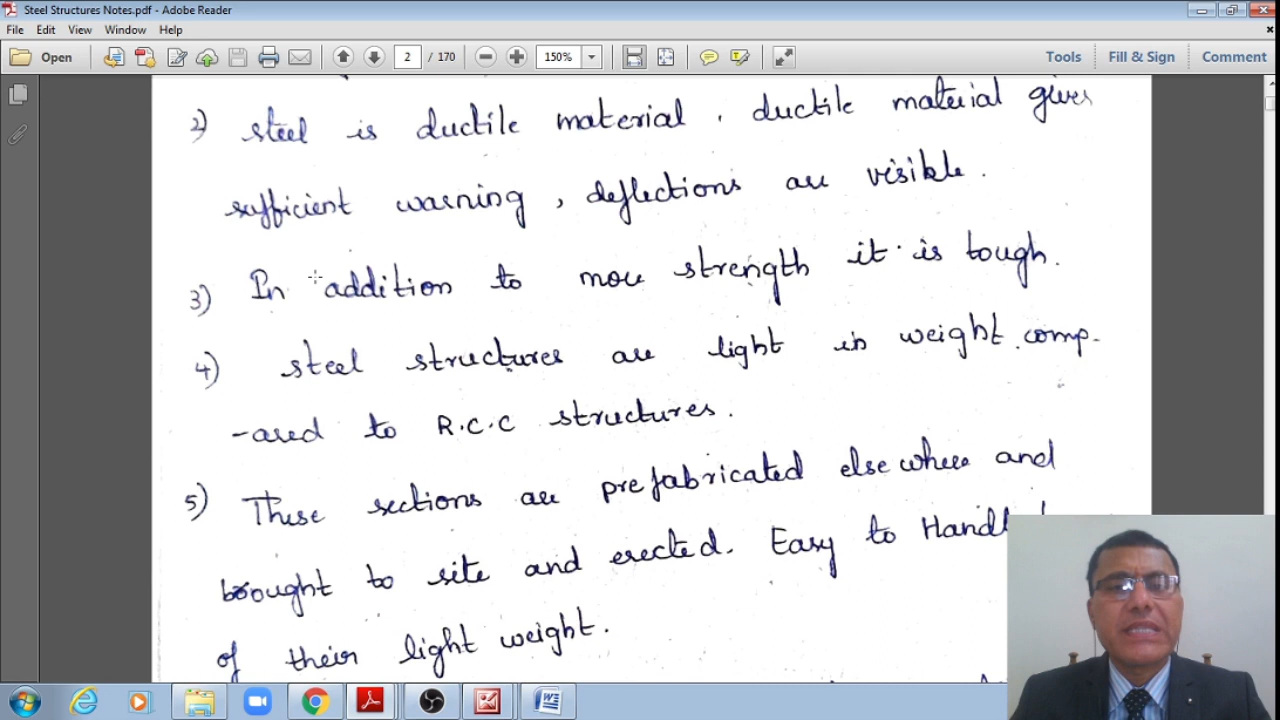 Steel Structures Notes.pdf - Adobe Reader
File Edit View Window Help
Open 2 / 170 150% Tools Fill & Sign Comment
2) steel is ductile material. ductile material gives
sufficient warning, deflections are visible.
3) In addition to more strength it is tough.
4) steel structures are light in weight comp-
-ared to R.C.C structures.
5) These sections are prefabricated elsewhere and
brought to site and erected. Easy to Handle
of their light weight.